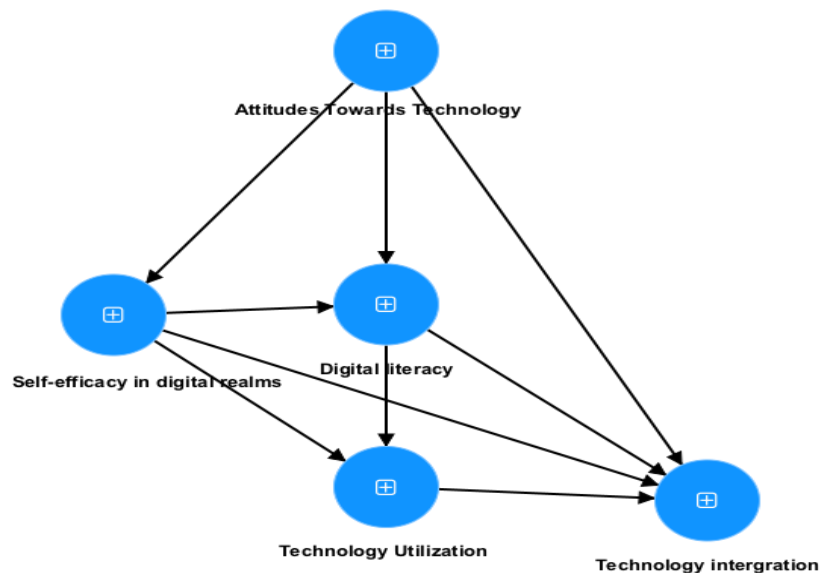 Attitudes Towards Technology
Digital literacy
Self-efficacy in digital realms
Technology Utilization
Technology intergration